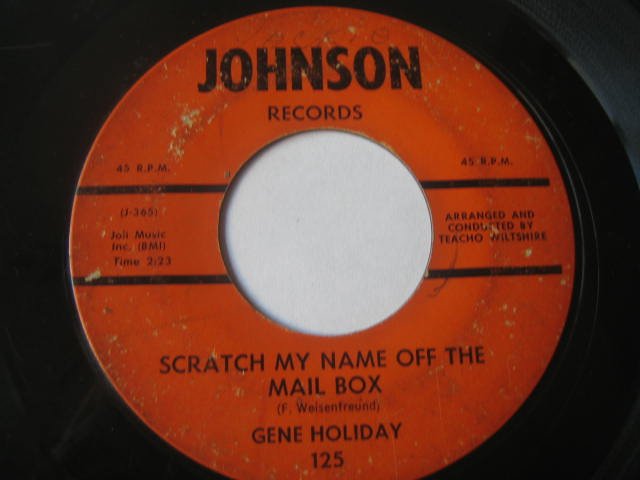 JOHNSON
RECORDS
45 R.P.M.
45 R.P.M.
(J-365)
Joli Music
Inc. (BMI)
Time 2:23
ARRANGED AND
CONDUCTED BY
TEACHO WILTSHIRE
SCRATCH MY NAME OFF THE
MAIL BOX
(F. Weisenfreund)
GENE HOLIDAY
125